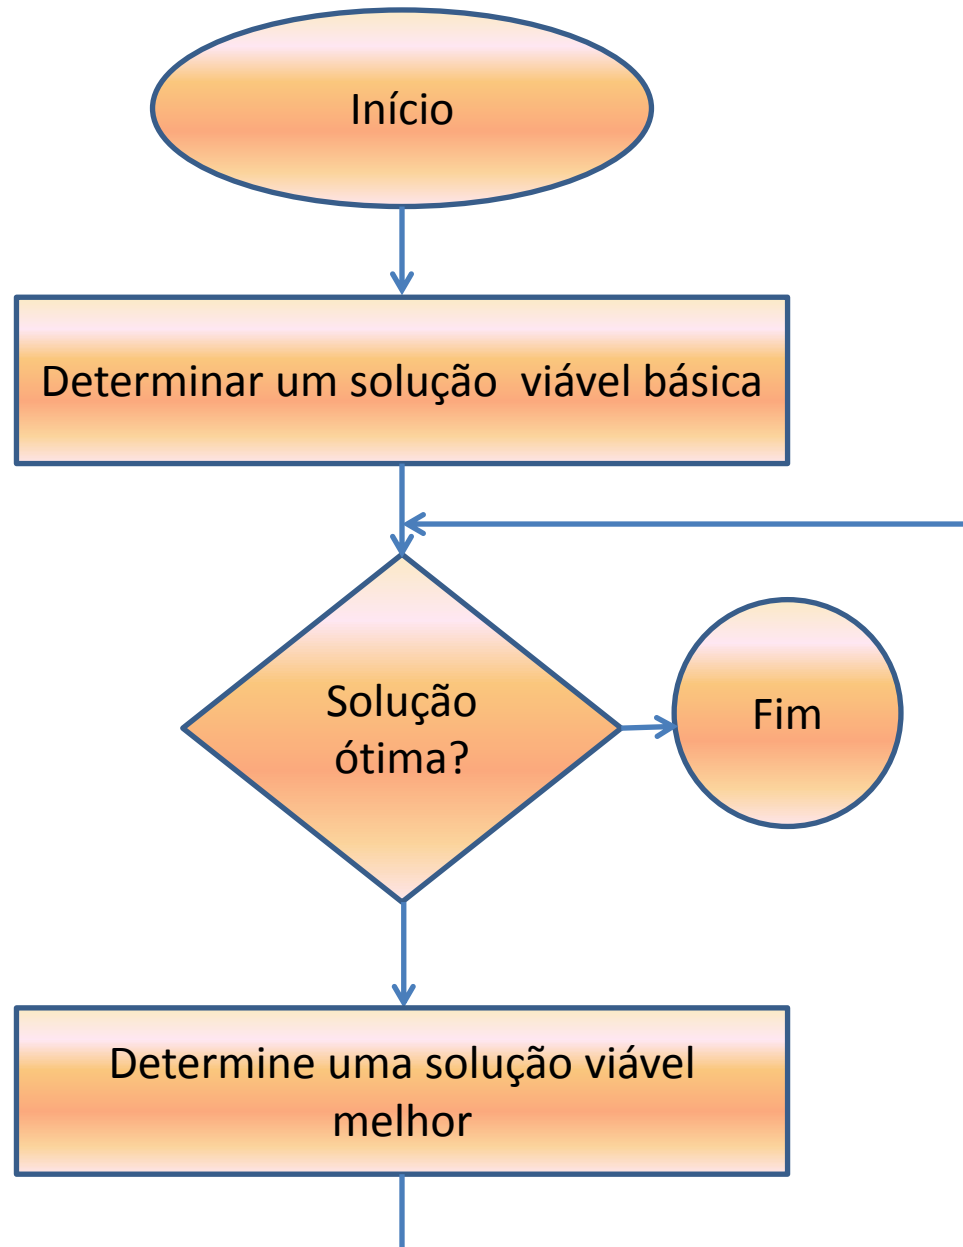 Início
Determinar um solução viável básica
Solução
ótima?
Fim
Determine uma solução viável
melhor